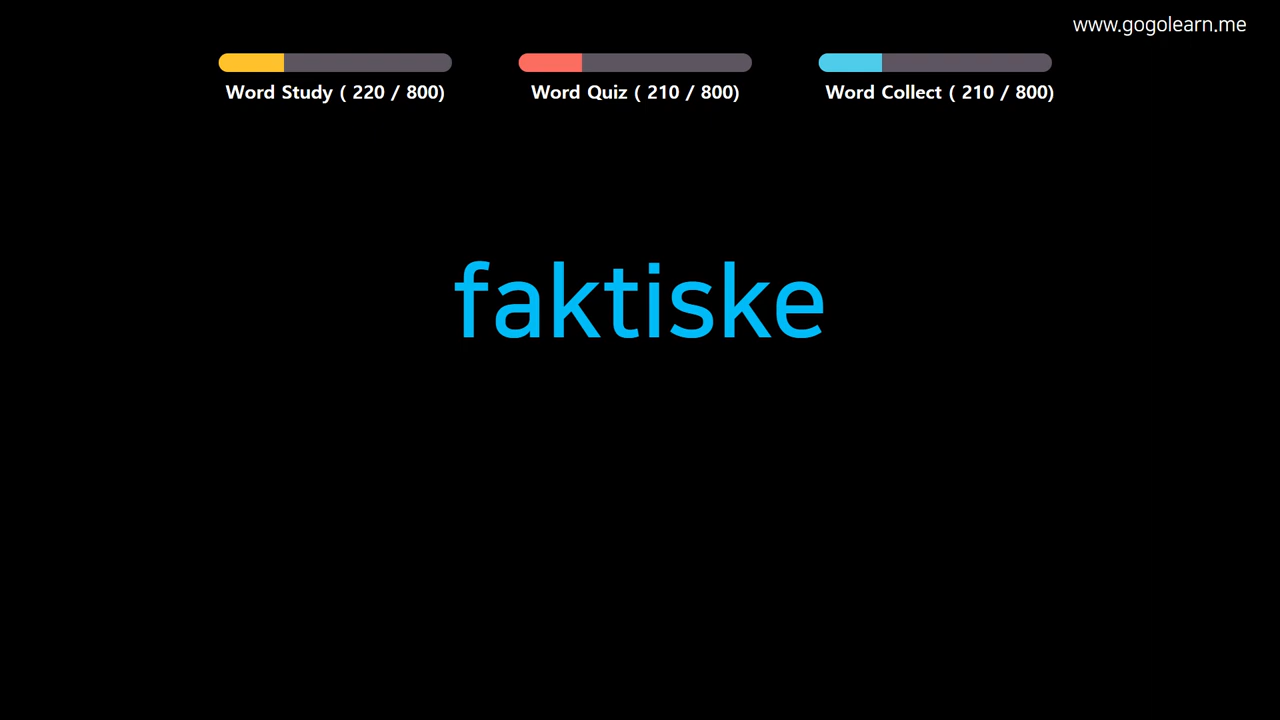 www.gogolearn.me
Word Study ( 220 / 800)
Word Quiz ( 210 / 800)
Word Collect ( 210 / 800)
faktiske